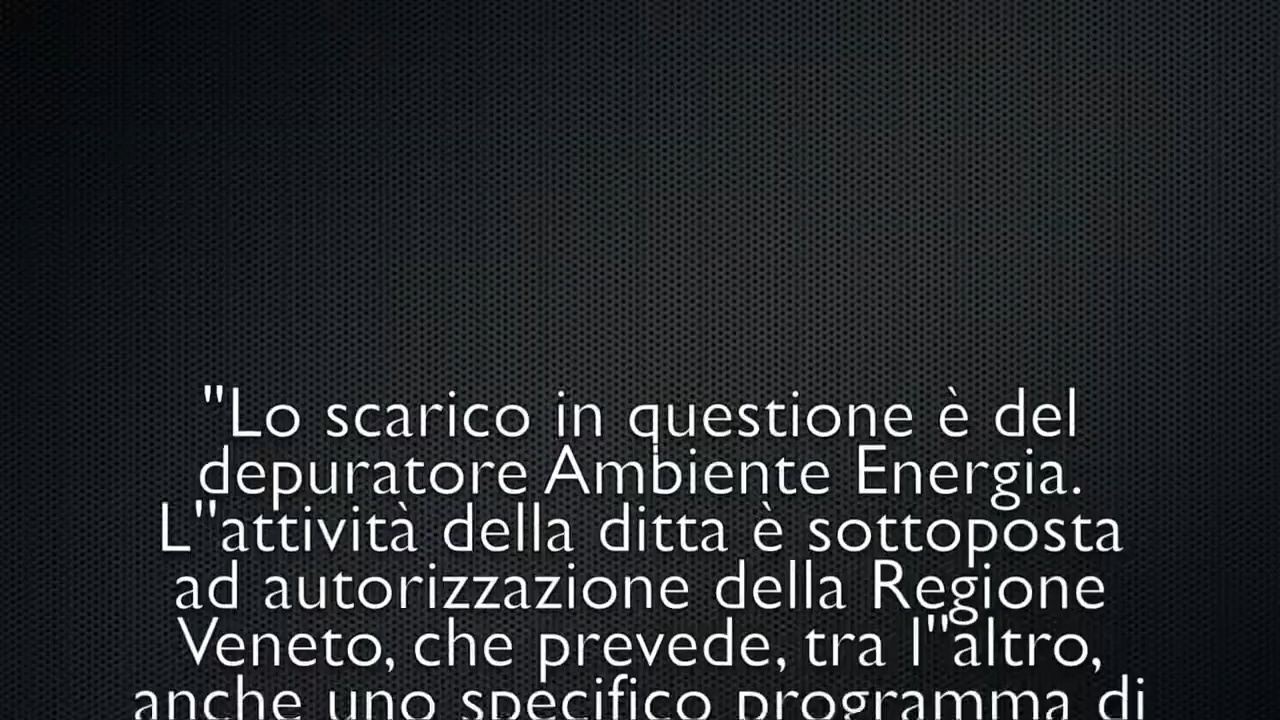 "Lo scarico in questione è del
depuratore Ambiente Energia.
L"attività della ditta è sottoposta
ad autorizzazione della Regione
Veneto, che prevede, tra l"altro,
anche uno specifico programma di